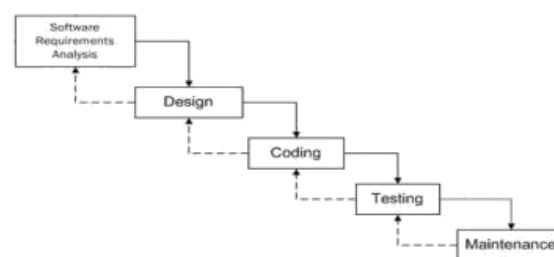 Software
Requirements
Analysis
Design
Coding
Testing
Maintenance